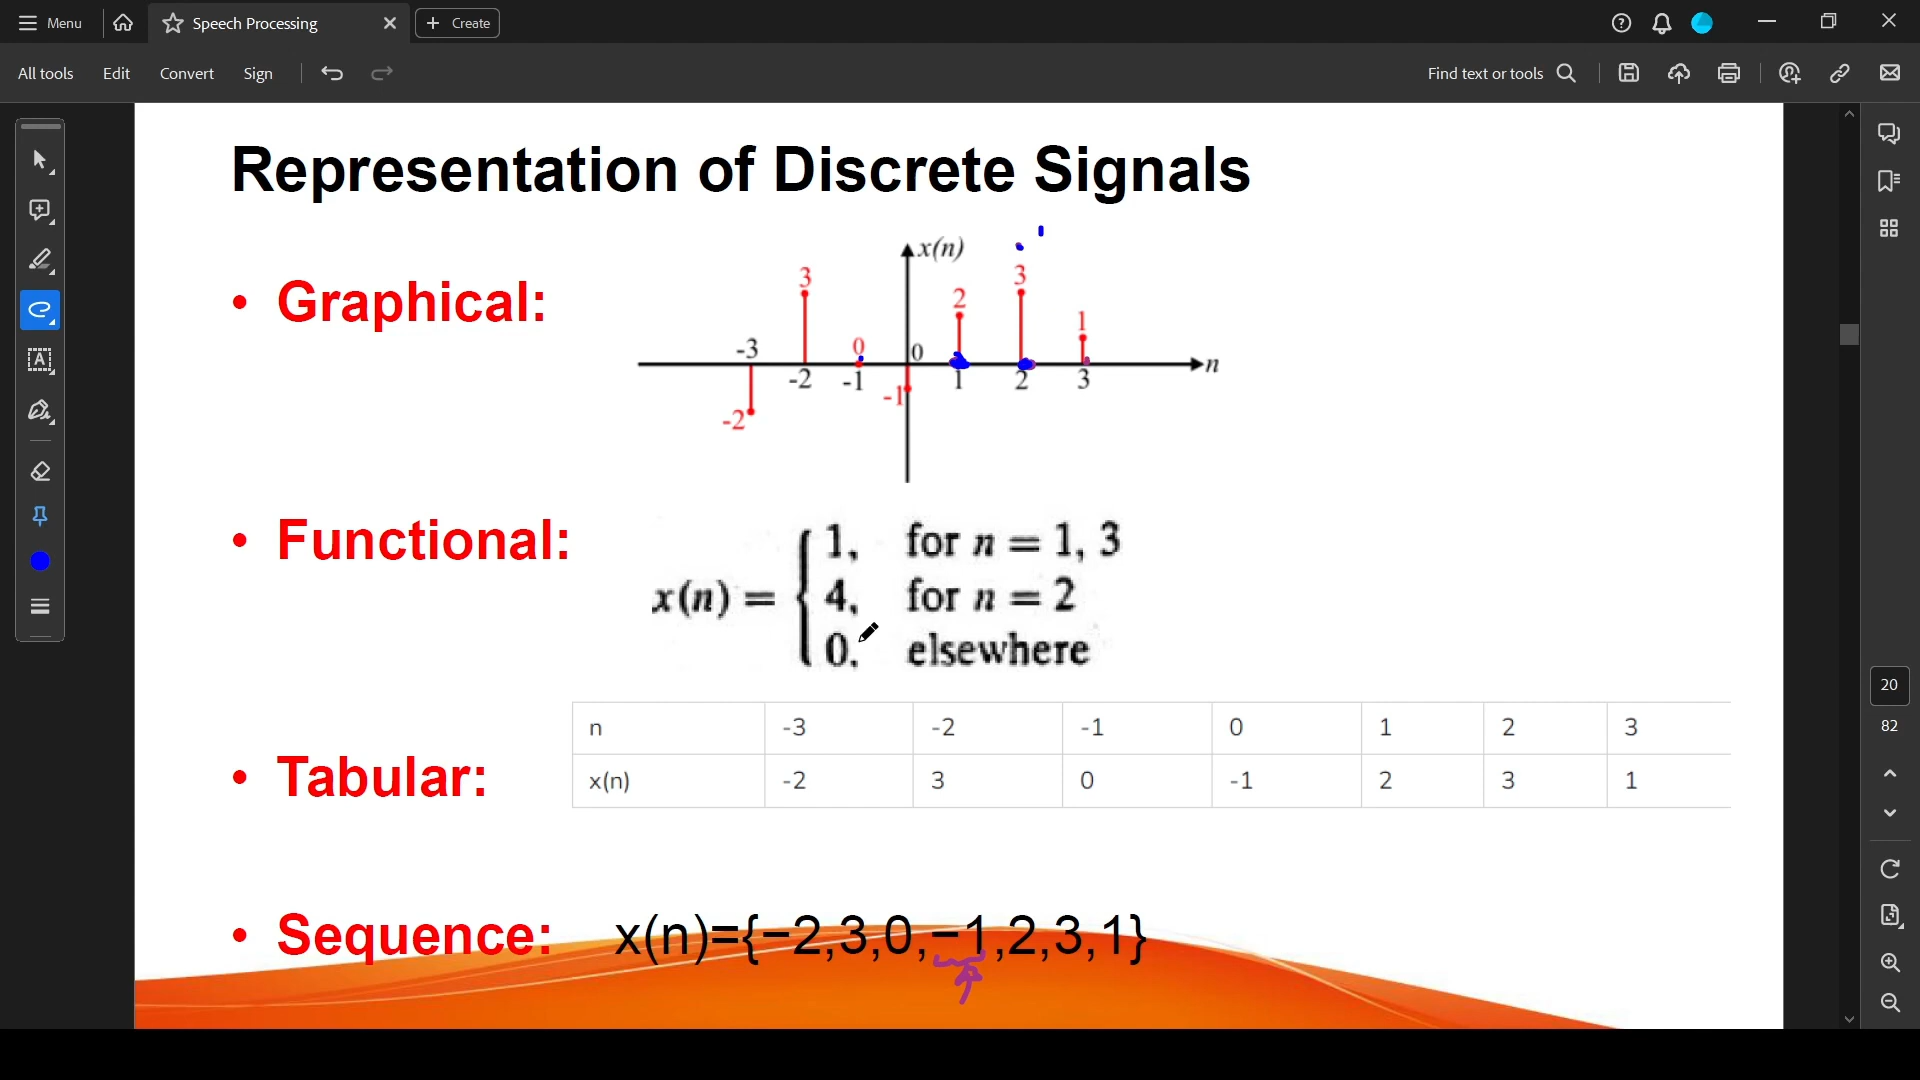 Menu
Speech Processing
Create
All tools Edit Convert Sign
Find text or tools
Representation of Discrete Signals
• Graphical:
x(n)
3
3
2
1
0
0
-3
n
-2 -1 1 2 3
-1
-2
• Functional:
x(n) = { 1, for n = 1, 3
4, for n = 2
0, elsewhere
• Tabular:
n -3 -2 -1 0 1 2 3
x(n) -2 3 0 -1 2 3 1
• Sequence: x(n)={−2,3,0,−1,2,3,1}
20
82